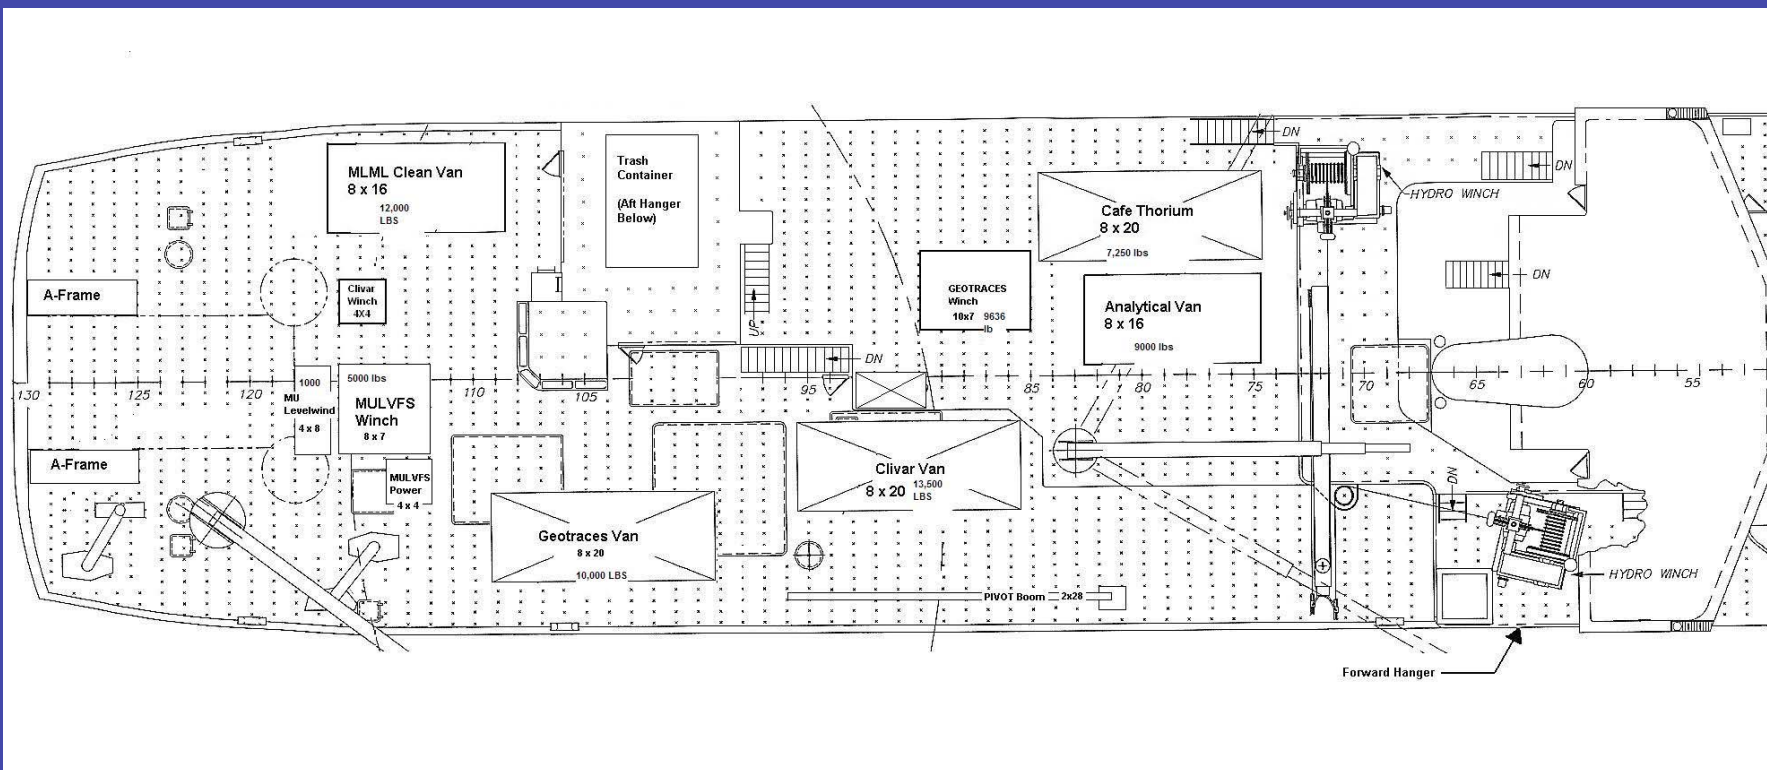 DN
MLML Clean Van
8 x 16
12,000
LBS
Trash
Container
(Aft Hanger
Below)
DN
HYDRO WINCH
Cafe Thorium
8 x 20
7,250 lbs
DN
A-Frame
Clivar
Winch
4X4
UP
GEOTRACES
Winch
10x7 9636
lb
Analytical Van
8 x 16
9000 lbs
DN
130
125
120
110
105
95
85
80
75
70
65
60
55
1000
MU
Levelwind
4 x 8
5000 lbs
MULVFS
Winch
8 x 7
A-Frame
MULVFS
Power
4 x 4
Clivar Van
8 x 20 13,500
LBS
DN
Geotraces Van
8 x 20
10,000 LBS
PIVOT Boom 2x28
HYDRO WINCH
Forward Hanger